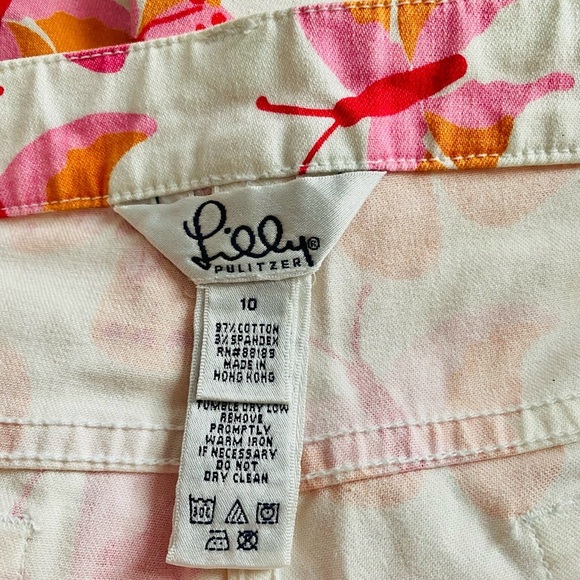 Lilly®
PULITZER
10
97% COTTON
3% SPANDEX
RN#88189
MADE IN
HONG KONG
TUMBLE DRY LOW
REMOVE
PROMPTLY
WARM IRON
IF NECESSARY
DO NOT
DRY CLEAN
30C